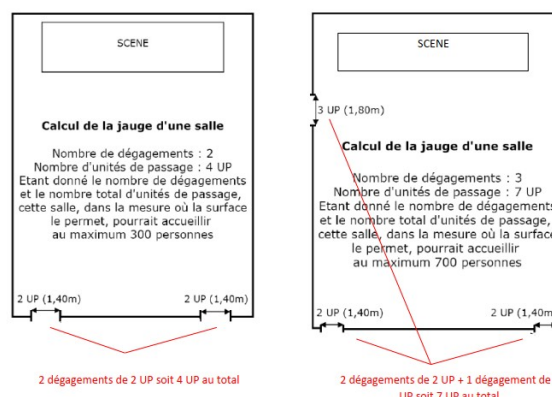 SCENE
Calcul de la jauge d'une salle
Nombre de dégagements : 2
Nombre d'unités de passage : 4 UP
Etant donné le nombre de dégagements
et le nombre total d'unités de passage,
cette salle, dans la mesure où la surface
le permet, pourrait accueillir
au maximum 300 personnes
2 UP (1,40m)
2 UP (1,40m)
2 dégagements de 2 UP soit 4 UP au total
SCENE
3 UP (1,80m)
Calcul de la jauge d'une salle
Nombre de dégagements : 3
Nombre d'unités de passage : 7 UP
Etant donné le nombre de dégagements
et le nombre total d'unités de passage,
cette salle, dans la mesure où la surface
le permet, pourrait accueillir
au maximum 700 personnes
2 UP (1,40m)
2 UP (1,40m
2 dégagements de 2 UP + 1 dégagement de
UP soit 7 UP au total